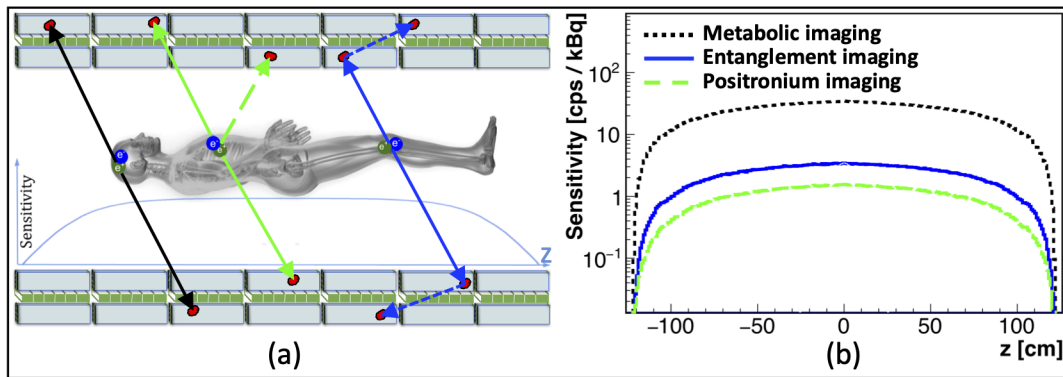 e⁻
e⁻
e⁻
e⁻
e⁻
Sensitivity
Z
(a)
Sensitivity [cps / kBq]
10²
10
1
10⁻¹
Metabolic imaging
Entanglement imaging
Positronium imaging
−100
−50
0
50
100
z [cm]
(b)